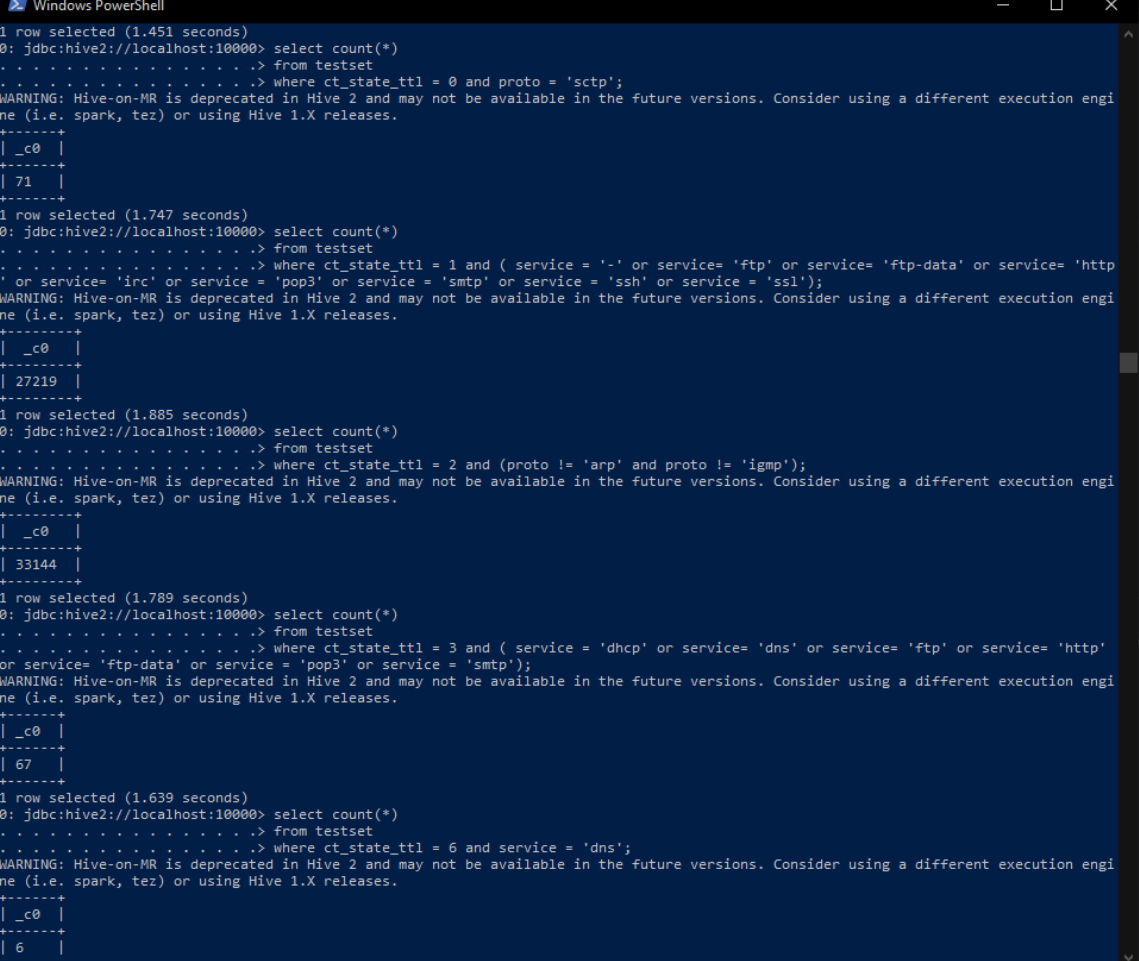 Windows PowerShell
1 row selected (1.451 seconds)
0: jdbc:hive2://localhost:10000> select count(*)
. . . . . . . . . . . . . . . .> from testset
. . . . . . . . . . . . . . . .> where ct_state_ttl = 0 and proto = 'sctp';
WARNING: Hive-on-MR is deprecated in Hive 2 and may not be available in the future versions. Consider using a different execution engi
ne (i.e. spark, tez) or using Hive 1.X releases.
+------+
| _c0  |
+------+
| 71   |
+------+
1 row selected (1.747 seconds)
0: jdbc:hive2://localhost:10000> select count(*)
. . . . . . . . . . . . . . . .> from testset
. . . . . . . . . . . . . . . .> where ct_state_ttl = 1 and ( service = '-' or service= 'ftp' or service= 'ftp-data' or service= 'http
' or service= 'irc' or service = 'pop3' or service = 'smtp' or service = 'ssh' or service = 'ssl');
WARNING: Hive-on-MR is deprecated in Hive 2 and may not be available in the future versions. Consider using a different execution engi
ne (i.e. spark, tez) or using Hive 1.X releases.
+--------+
|  _c0   |
+--------+
| 27219  |
+--------+
1 row selected (1.885 seconds)
0: jdbc:hive2://localhost:10000> select count(*)
. . . . . . . . . . . . . . . .> from testset
. . . . . . . . . . . . . . . .> where ct_state_ttl = 2 and (proto != 'arp' and proto != 'igmp');
WARNING: Hive-on-MR is deprecated in Hive 2 and may not be available in the future versions. Consider using a different execution engi
ne (i.e. spark, tez) or using Hive 1.X releases.
+--------+
|  _c0   |
+--------+
| 33144  |
+--------+
1 row selected (1.789 seconds)
0: jdbc:hive2://localhost:10000> select count(*)
. . . . . . . . . . . . . . . .> from testset
. . . . . . . . . . . . . . . .> where ct_state_ttl = 3 and ( service = 'dhcp' or service= 'dns' or service= 'ftp' or service= 'http'
or service= 'ftp-data' or service = 'pop3' or service = 'smtp');
WARNING: Hive-on-MR is deprecated in Hive 2 and may not be available in the future versions. Consider using a different execution engi
ne (i.e. spark, tez) or using Hive 1.X releases.
+------+
| _c0  |
+------+
| 67   |
+------+
1 row selected (1.639 seconds)
0: jdbc:hive2://localhost:10000> select count(*)
. . . . . . . . . . . . . . . .> from testset
. . . . . . . . . . . . . . . .> where ct_state_ttl = 6 and service = 'dns';
WARNING: Hive-on-MR is deprecated in Hive 2 and may not be available in the future versions. Consider using a different execution engi
ne (i.e. spark, tez) or using Hive 1.X releases.
+------+
| _c0  |
+------+
| 6    |